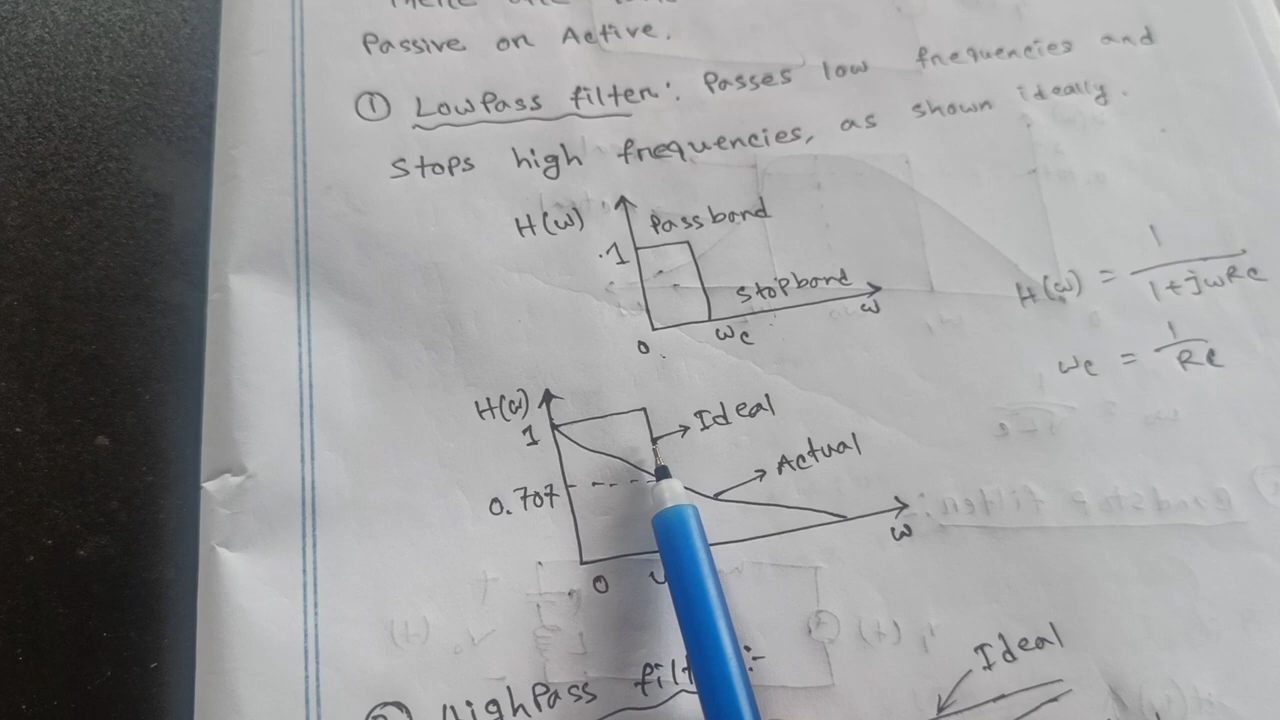 Passive or Active.
① Lowpass filter: Passes low frequencies and
stops high frequencies, as shown ideally.
H(ω)
Passband
1
stopband
ω
0
ωc
H(ω) = 1 / 1+jωRC
ωc = 1 / RC
H(ω)
1
Ideal
Actual
0.707
ω
0
Ideal
Highpass